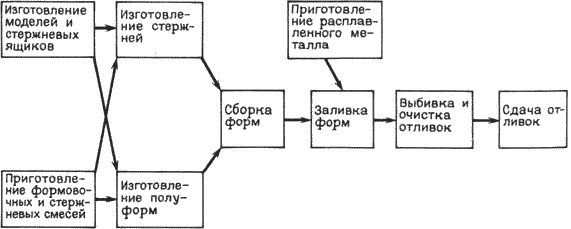 Изготовление
моделей и
стержневых
ящиков
Изготовле-
ние стерж-
ней
Приготовле-
ние расплав-
ленного ме-
талла
Сборка
форм
Заливка
форм
Выбивка и
очистка
отливок
Сдача от-
ливок
Приготовле-
ние формово-
чных и стерж-
невых смесей
Изготовле-
ние полу-
форм